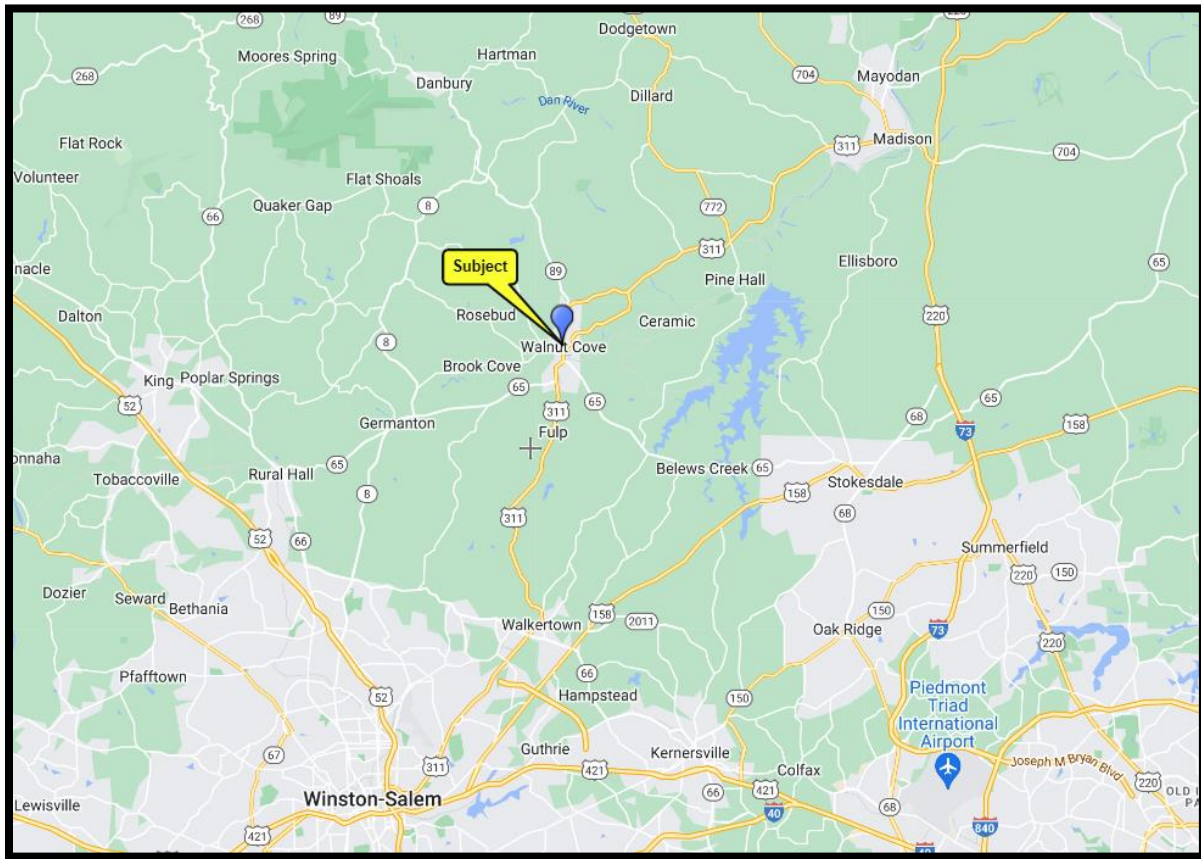 268
220
Dodgetown
Hartman
Moores Spring
704
Mayodan
268
Danbury
Dan River
Dillard
Madison
311
Flat Rock
704
Volunteer
Flat Shoals
Quaker Gap
8
772
66
311
Ellisboro
65
Subject
89
Pine Hall
nacle
Dalton
Rosebud
Ceramic
220
8
Walnut Cove
Brook Cove
King
Poplar Springs
65
65
52
311
68
65
Germanton
Fulp
73
158
onnaha
Tobaccoville
Rural Hall
65
Belews Creek
65
Stokesdale
8
158
311
68
52
66
Summerfield
220
150
Dozier
Seward
Bethania
158
2011
150
Walkertown
Oak Ridge
73
220
Pfafftown
66
Hampstead
52
150
Piedmont
Triad
International
Airport
67
311
Guthrie
Kernersville
421
Colfax
Joseph M Bryan Blvd
220
Lewisville
Winston-Salem
66
421
OLD
PA
421
40
68
840
40